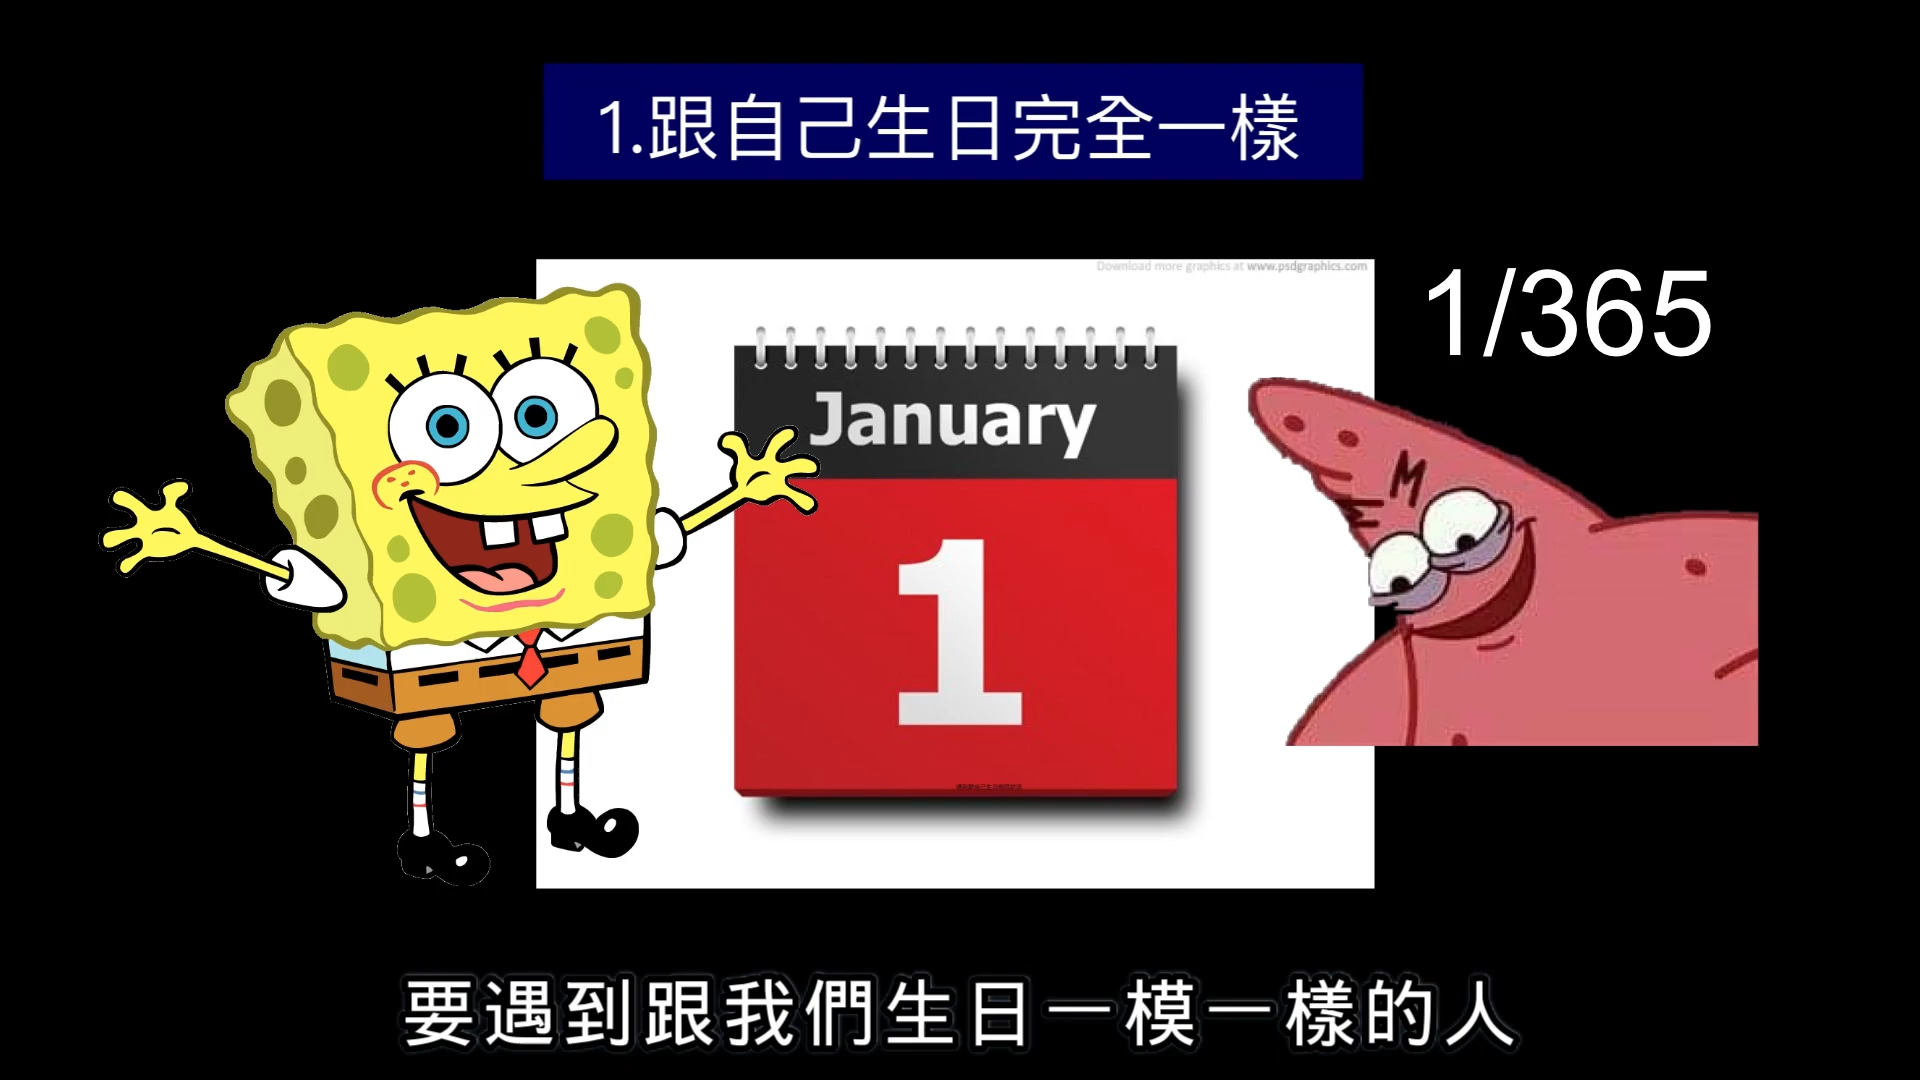 1.跟自己生日完全一樣
Download more graphics at www.psdgraphics.com
1/365
January
1
要遇到跟我們生日一模一樣的人